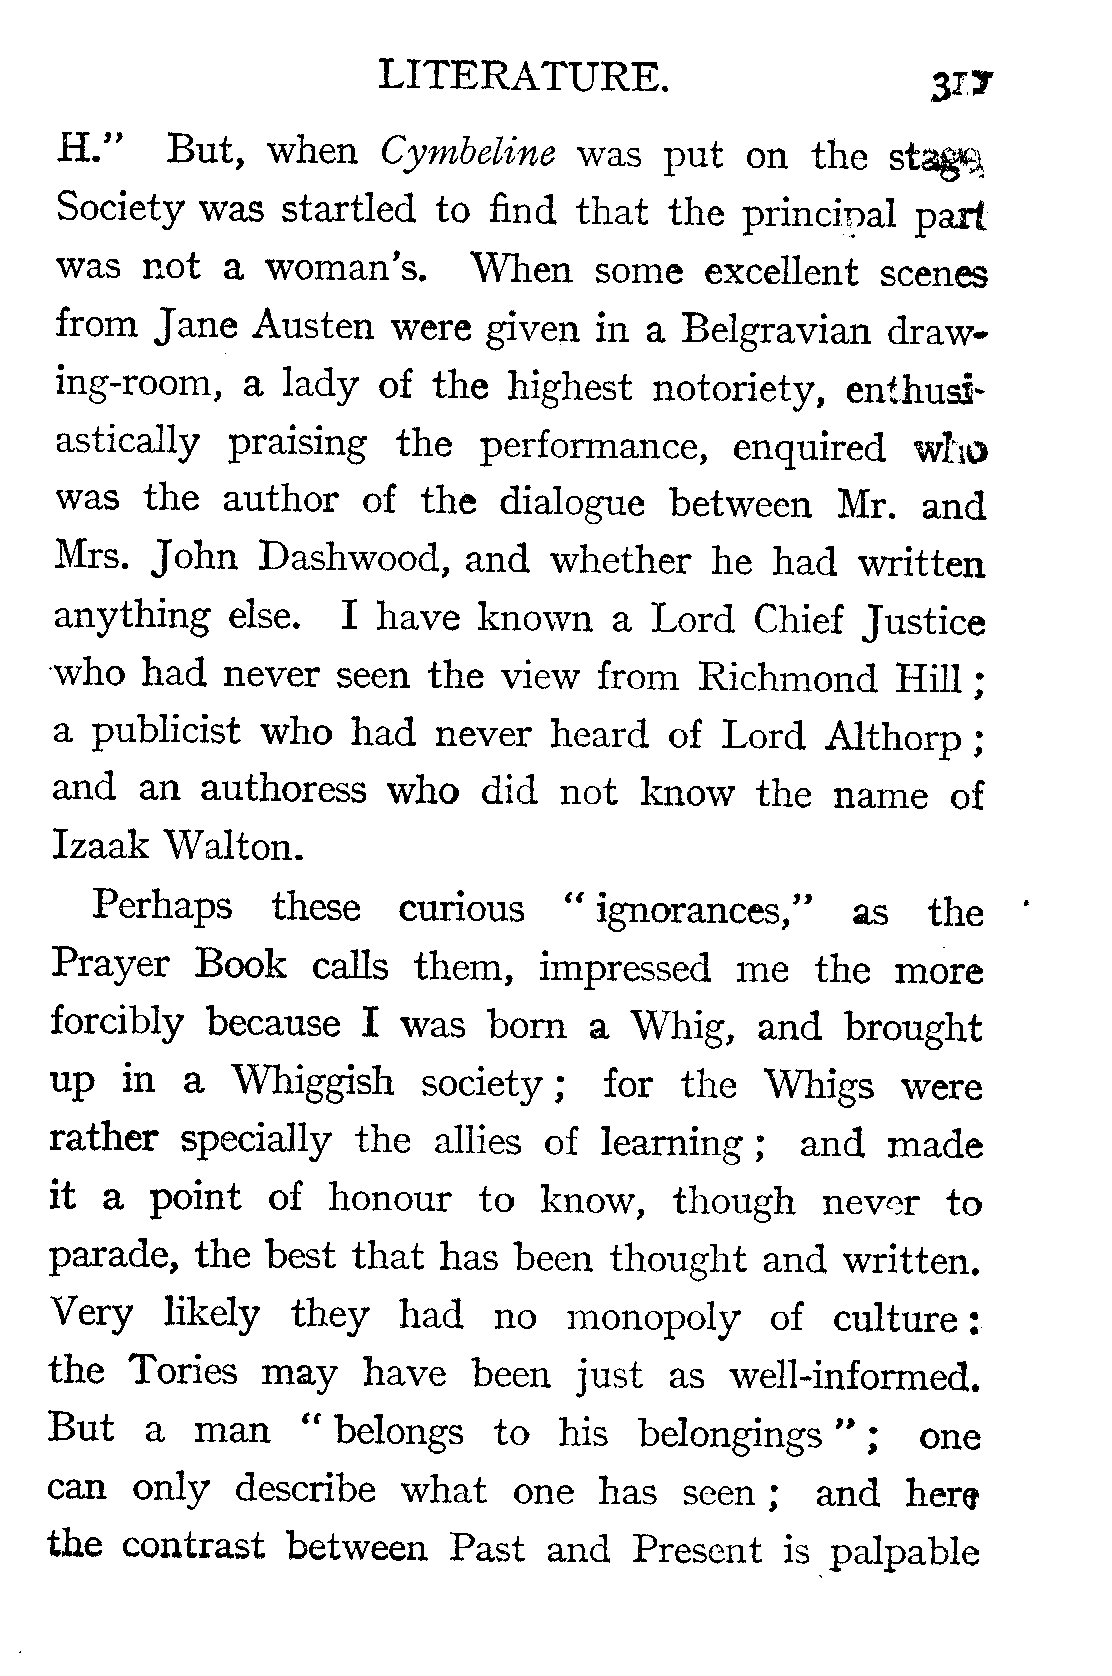 LITERATURE. 317
H." But, when Cymbeline was put on the stage,
Society was startled to find that the principal part
was not a woman's. When some excellent scenes
from Jane Austen were given in a Belgravian draw-
ing-room, a lady of the highest notoriety, enthusi-
astically praising the performance, enquired who
was the author of the dialogue between Mr. and
Mrs. John Dashwood, and whether he had written
anything else. I have known a Lord Chief Justice
who had never seen the view from Richmond Hill ;
a publicist who had never heard of Lord Althorp ;
and an authoress who did not know the name of
Izaak Walton.
Perhaps these curious " ignorances," as the
Prayer Book calls them, impressed me the more
forcibly because I was born a Whig, and brought
up in a Whiggish society ; for the Whigs were
rather specially the allies of learning ; and made
it a point of honour to know, though never to
parade, the best that has been thought and written.
Very likely they had no monopoly of culture :
the Tories may have been just as well-informed.
But a man " belongs to his belongings " ; one
can only describe what one has seen ; and here
the contrast between Past and Present is palpable